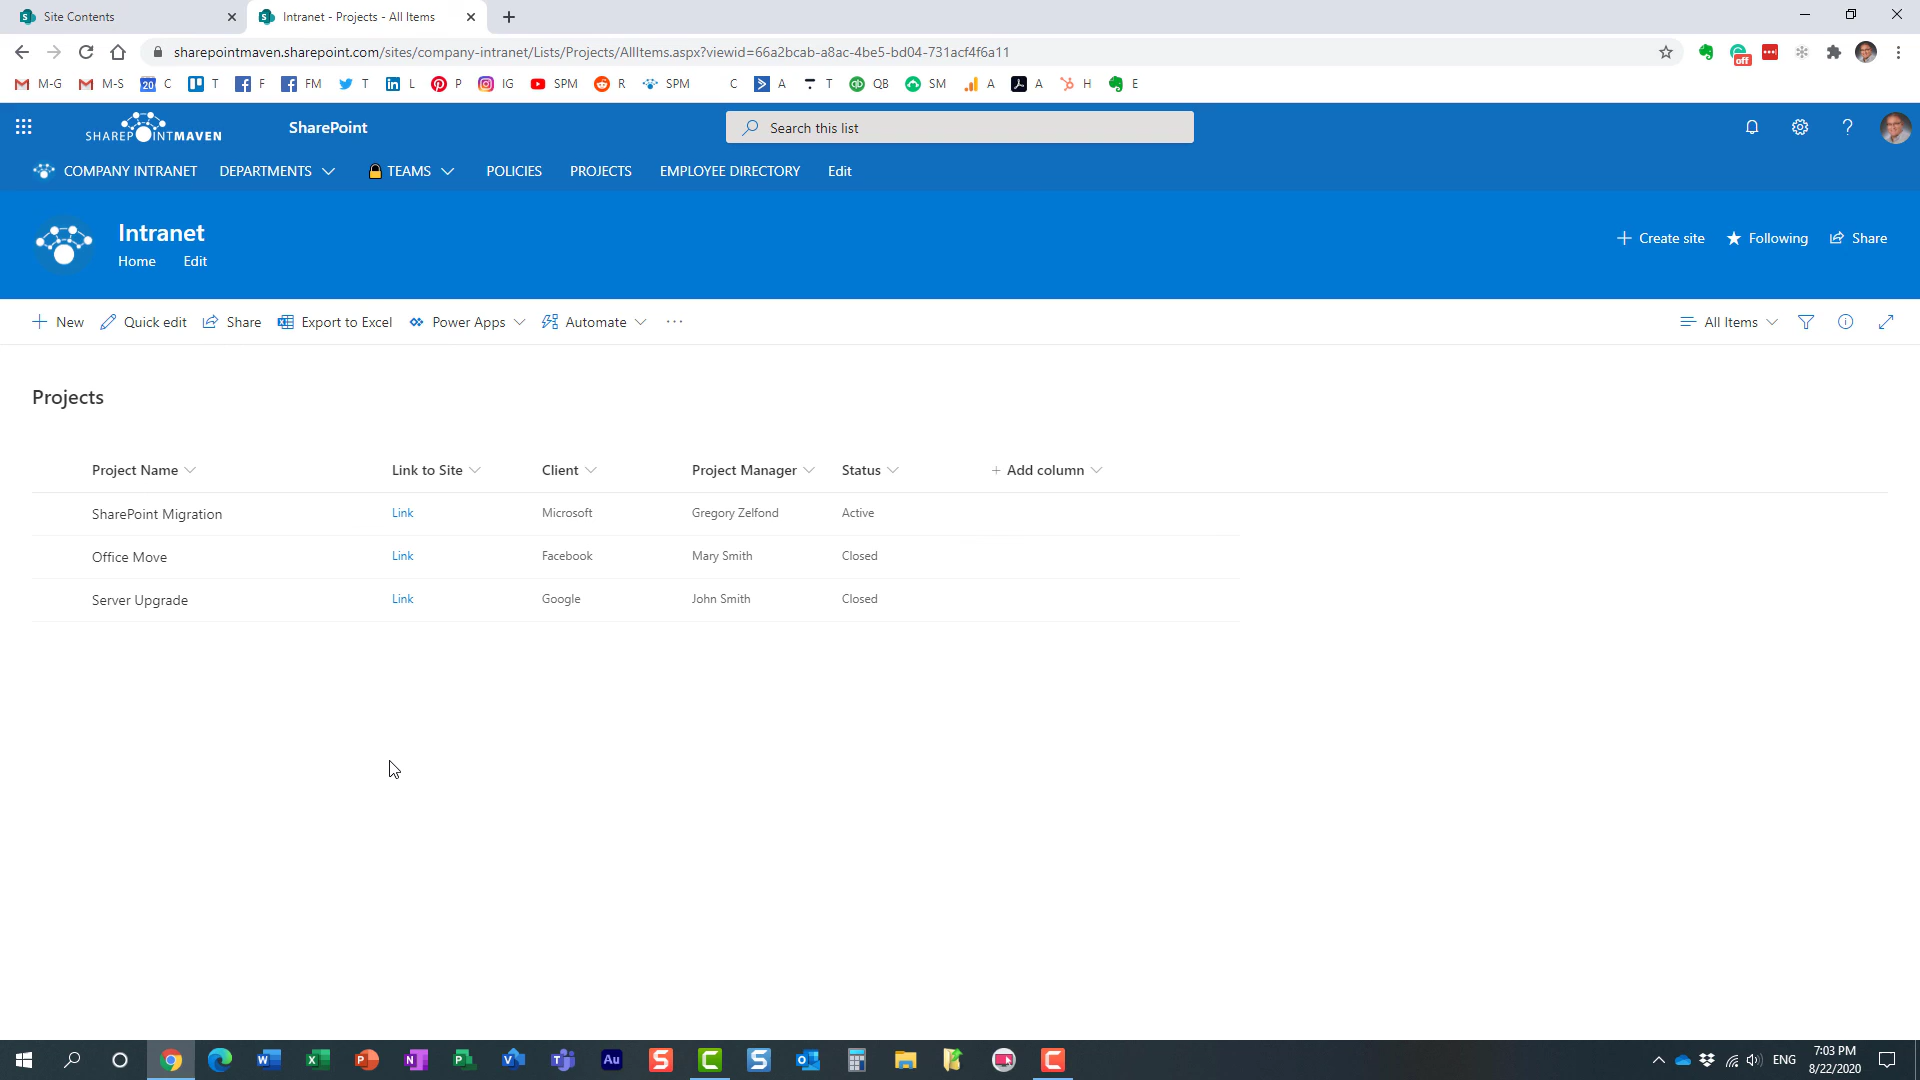 Site Contents
Intranet - Projects - All Items
sharepointmaven.sharepoint.com/sites/company-intranet/Lists/Projects/AllItems.aspx?viewid=66a2bcab-a8ac-4be5-bd04-731acf4f6a11
off
M-G M-S 20 C T F FM T L P IG SPM R SPM C A T QB SM A A H E
SHAREPOINTMAVEN SharePoint Search this list
COMPANY INTRANET DEPARTMENTS TEAMS POLICIES PROJECTS EMPLOYEE DIRECTORY Edit
Intranet
Home Edit
Create site Following Share
New Quick edit Share Export to Excel Power Apps Automate ··· All Items
Projects
Project Name Link to Site Client Project Manager Status + Add column
SharePoint Migration Link Microsoft Gregory Zelfond Active
Office Move Link Facebook Mary Smith Closed
Server Upgrade Link Google John Smith Closed
Au
ENG
7:03 PM
8/22/2020